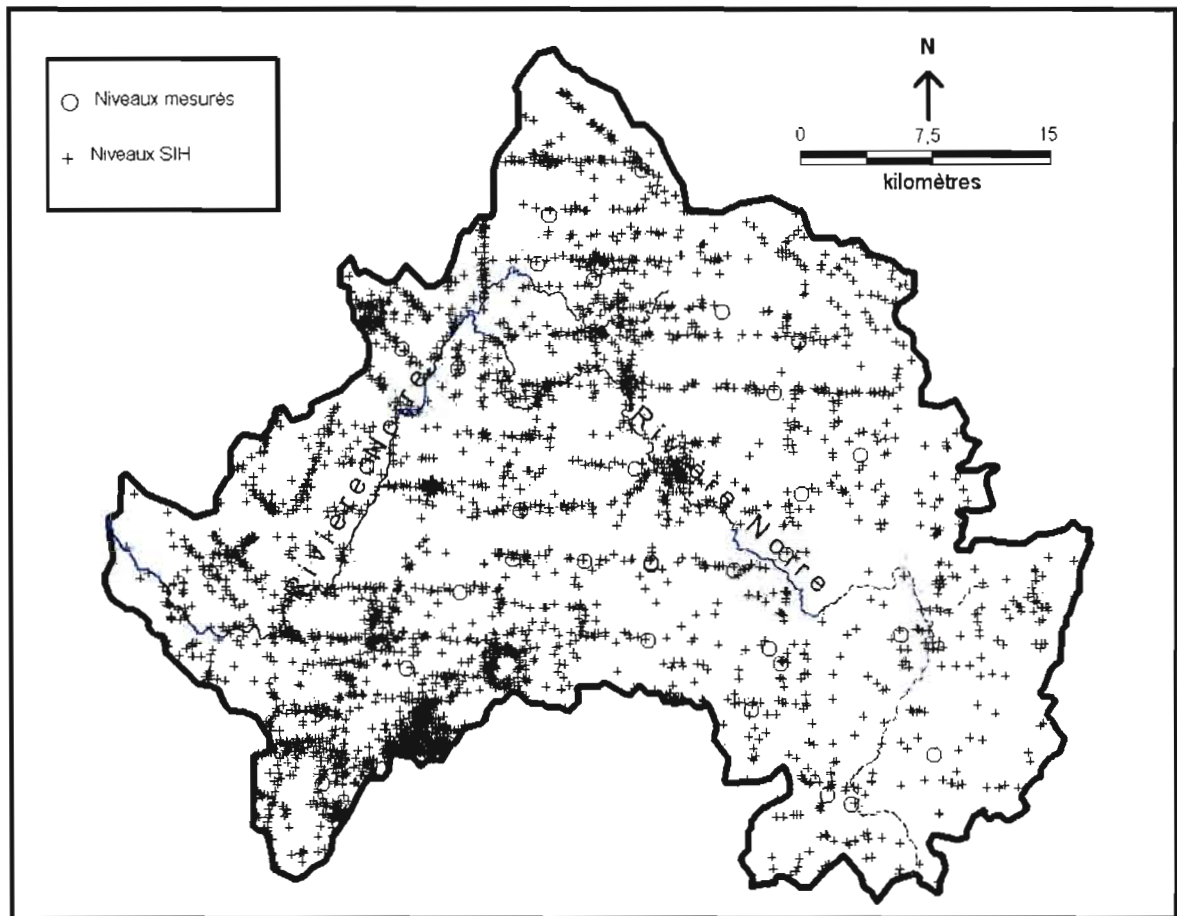 Niveaux mesurés
Niveaux SIH
N
0 7,5 15
kilomètres
Rivière Noire